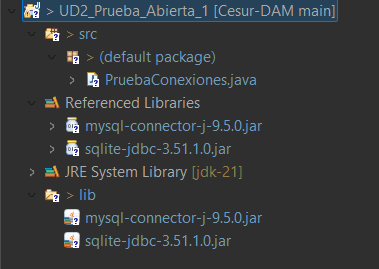 > UD2_Prueba_Abierta_1 [Cesur-DAM main]
> src
> (default package)
> PruebaConexiones.java
Referenced Libraries
> mysql-connector-j-9.5.0.jar
> sqlite-jdbc-3.51.1.0.jar
> JRE System Library [jdk-21]
> lib
mysql-connector-j-9.5.0.jar
sqlite-jdbc-3.51.1.0.jar